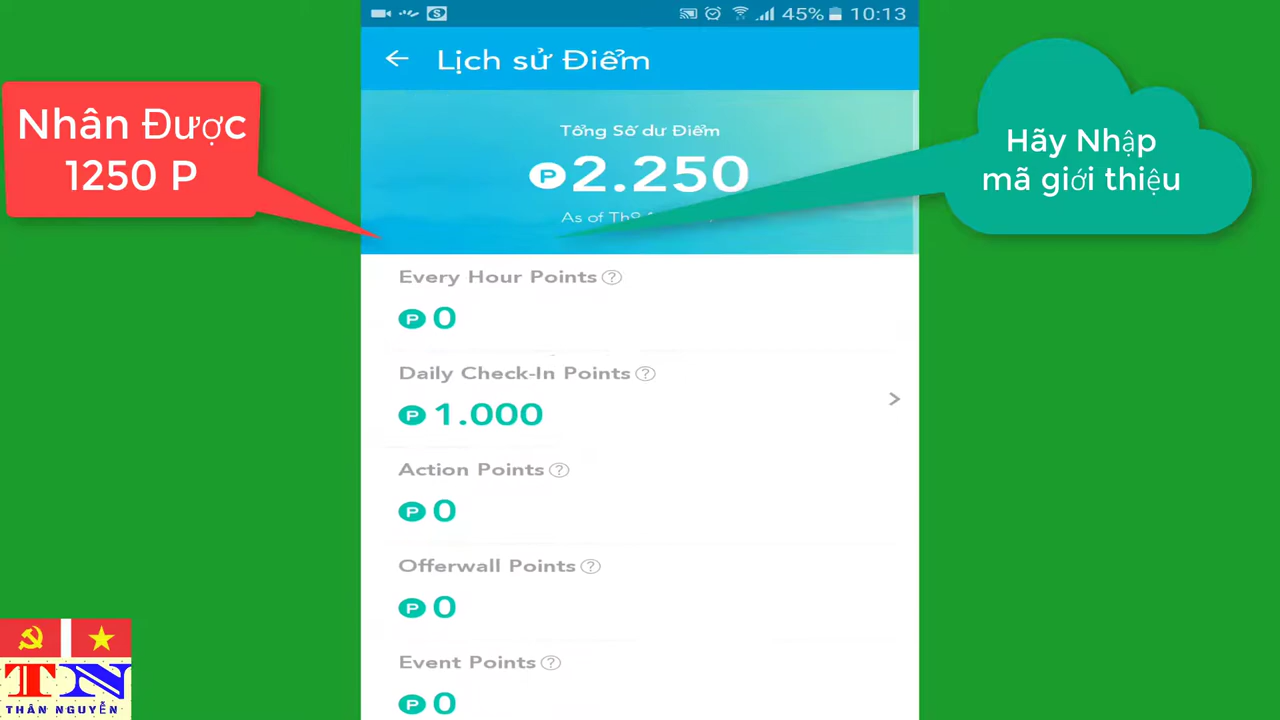 45% 10:13
Lịch sử Điểm
Nhân Được
1250 P
Tổng Số dư Điểm
P 2.250
As of
Hãy Nhập
mã giới thiệu
Every Hour Points ?
P 0
Daily Check-In Points ?
P 1.000
Action Points ?
P 0
Offerwall Points ?
P 0
Event Points ?
P 0
TN
THÂN NGUYỄN